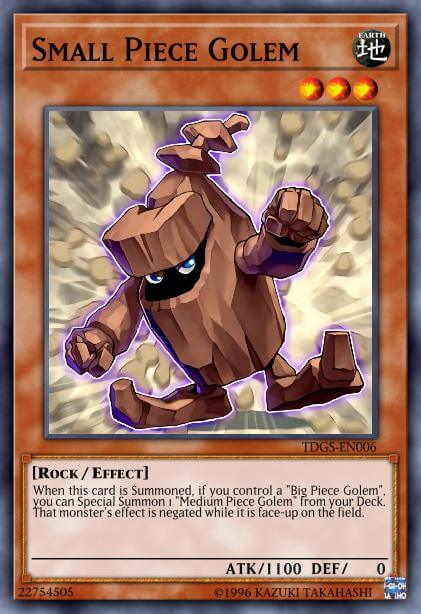 Small Piece Golem
EARTH
地
TDGS-EN006
[Rock / Effect]
When this card is Summoned, if you control a "Big Piece Golem",
you can Special Summon 1 "Medium Piece Golem" from your Deck.
That monster's effect is negated while it is face-up on the field.
ATK/1100 DEF/ 0
22754505
©1996 KAZUKI TAKAHASHI